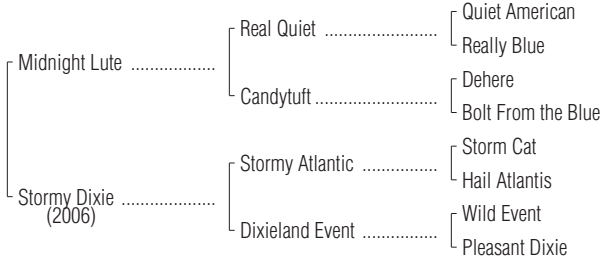 Quiet American
Real Quiet ........................
Really Blue
Midnight Lute ..................
Dehere
Candytuft ..........................
Bolt From the Blue
Storm Cat
Stormy Atlantic ................
Hail Atlantis
Stormy Dixie ....................
(2006)
Wild Event
Dixieland Event ................
Pleasant Dixie